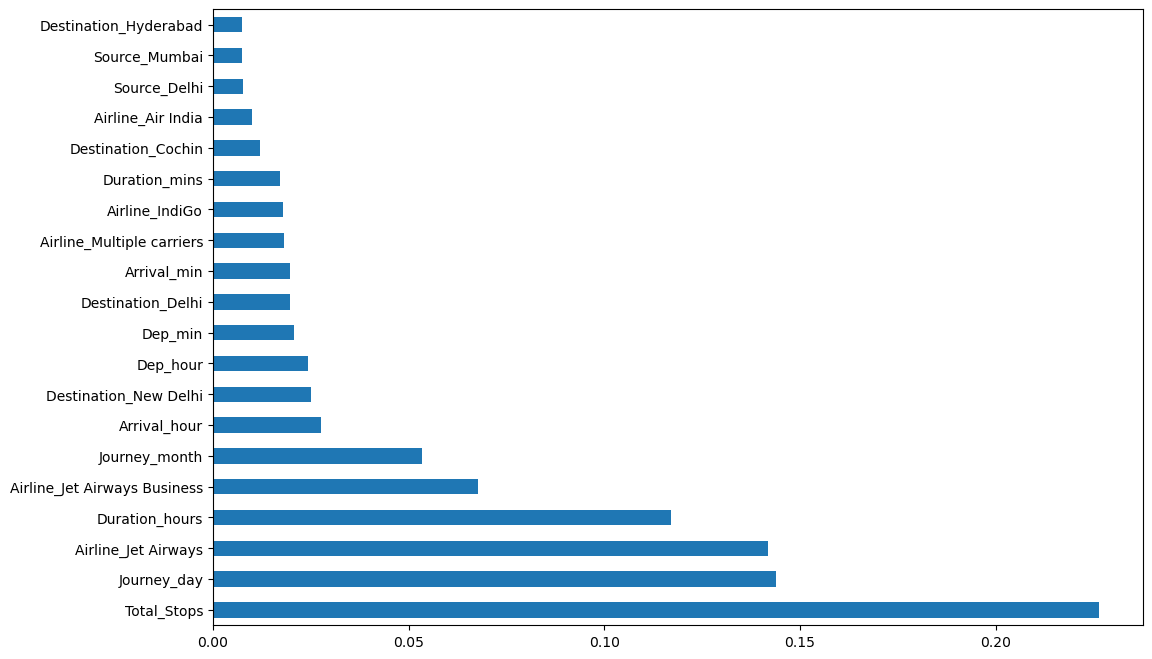 Destination_Hyderabad
Source_Mumbai
Source_Delhi
Airline_Air India
Destination_Cochin
Duration_mins
Airline_IndiGo
Airline_Multiple carriers
Arrival_min
Destination_Delhi
Dep_min
Dep_hour
Destination_New Delhi
Arrival_hour
Journey_month
Airline_Jet Airways Business
Duration_hours
Airline_Jet Airways
Journey_day
Total_Stops
0.00 0.05 0.10 0.15 0.20